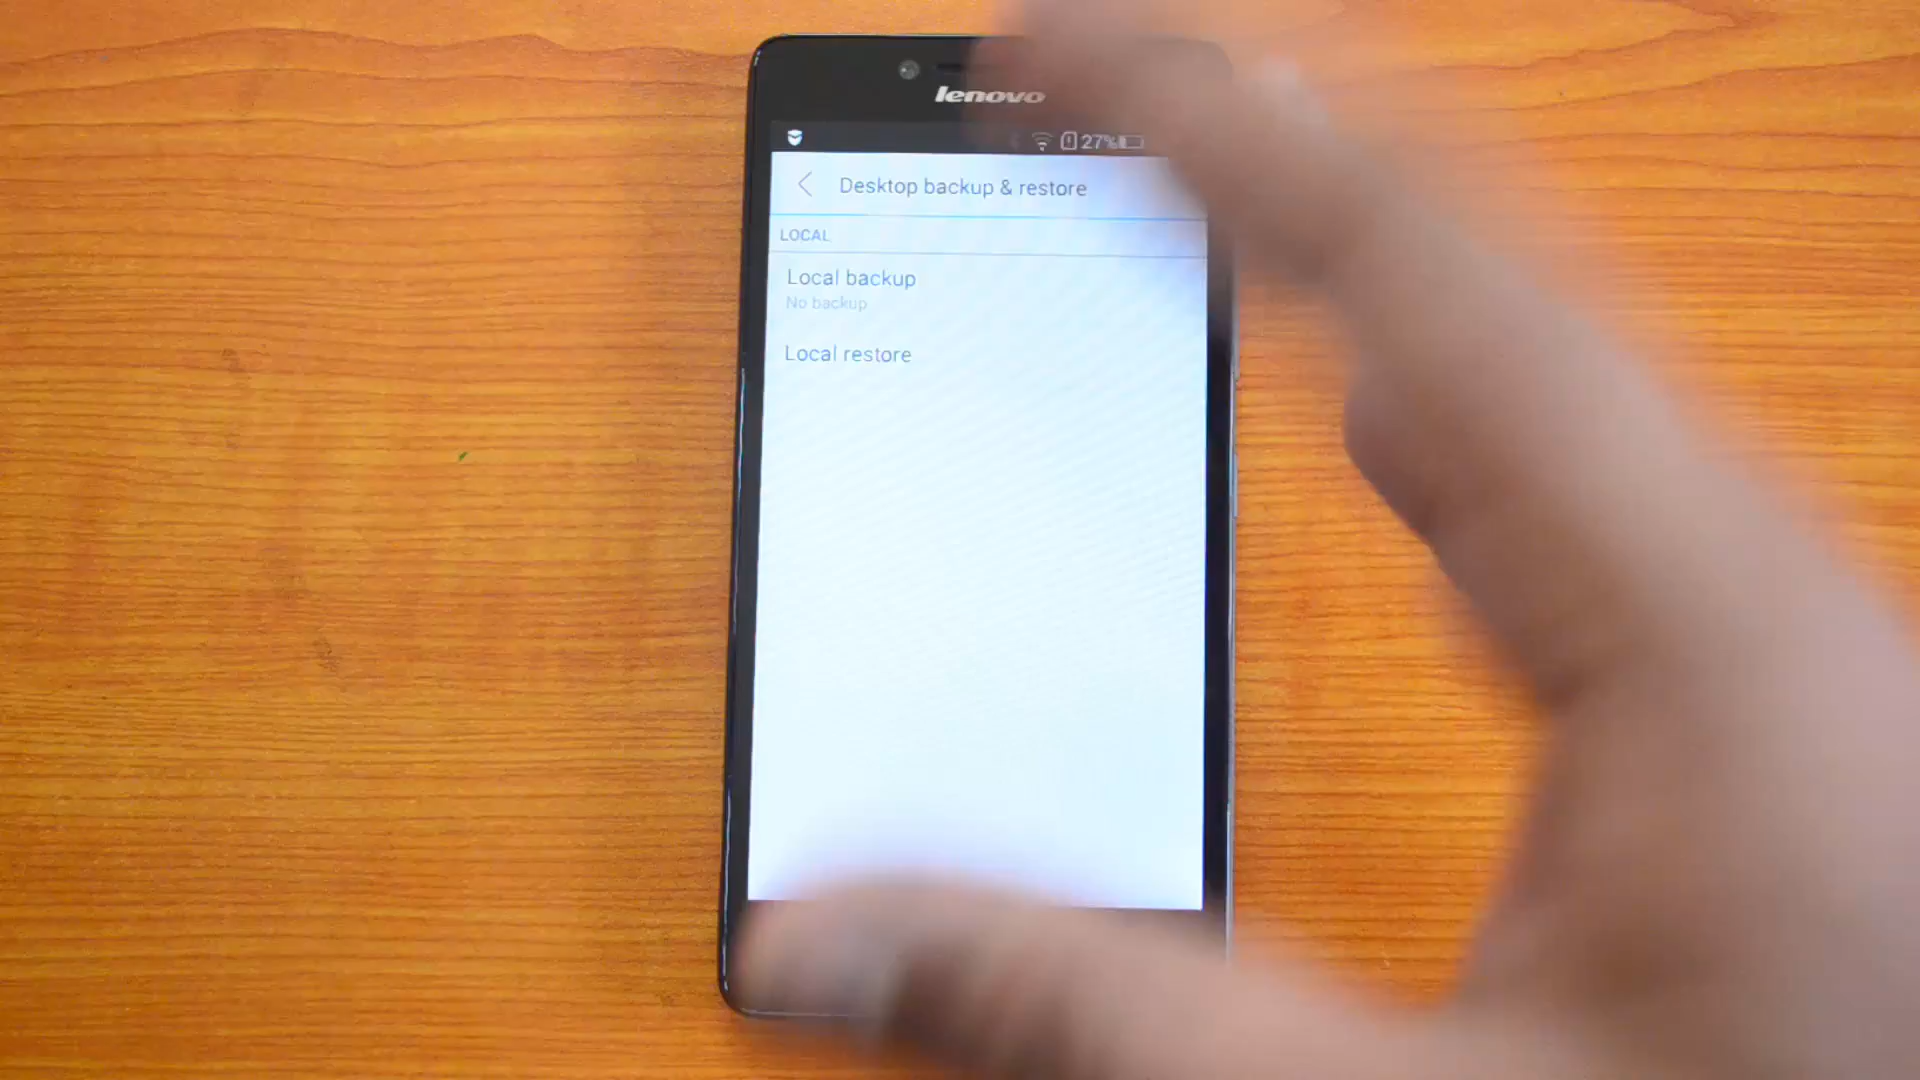 lenovo
27%
Desktop backup & restore
LOCAL
Local backup
No backup
Local restore